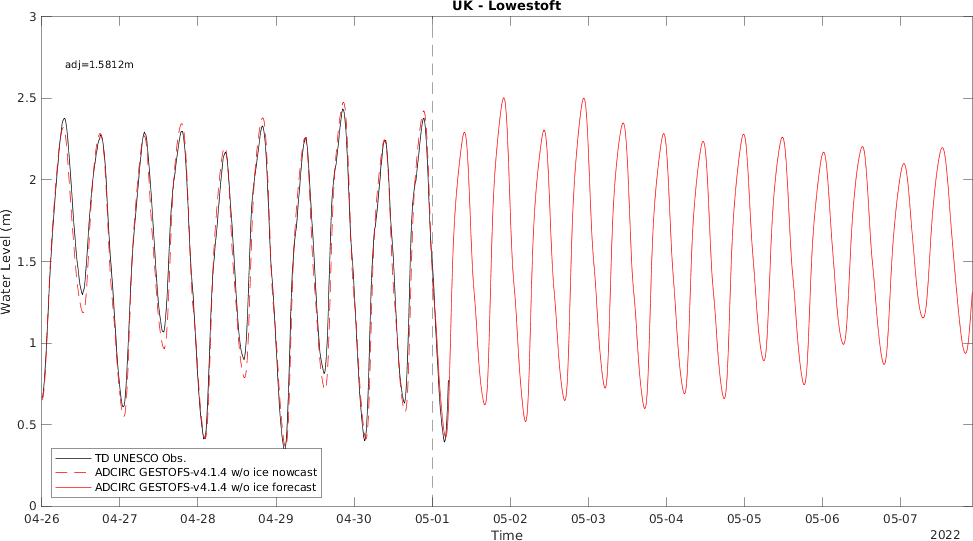 UK - Lowestoft
adj=1.5812m
Water Level (m)
3
2.5
2
1.5
1
0.5
0
TD UNESCO Obs.
ADCIRC GESTOFS-v4.1.4 w/o ice nowcast
ADCIRC GESTOFS-v4.1.4 w/o ice forecast
04-26 04-27 04-28 04-29 04-30 05-01 05-02 05-03 05-04 05-05 05-06 05-07
Time
2022